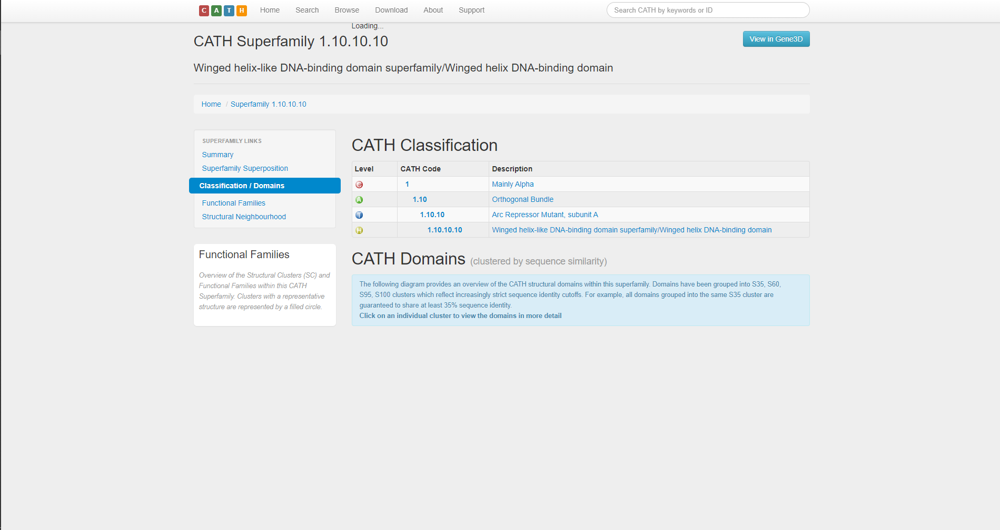 C A T H Home Search Browse Download About Support Search CATH by keywords or ID
Loading...
CATH Superfamily 1.10.10.10
View in Gene3D
Winged helix-like DNA-binding domain superfamily/Winged helix DNA-binding domain
Home / Superfamily 1.10.10.10
SUPERFAMILY LINKS
Summary
Superfamily Superposition
Classification / Domains
Functional Families
Structural Neighbourhood
Functional Families
Overview of the Structural Clusters (SC) and
Functional Families within this CATH
Superfamily. Clusters with a representative
structure are represented by a filled circle.
CATH Classification
Level CATH Code Description
C 1 Mainly Alpha
A 1.10 Orthogonal Bundle
T 1.10.10 Arc Repressor Mutant, subunit A
H 1.10.10.10 Winged helix-like DNA-binding domain superfamily/Winged helix DNA-binding domain
CATH Domains (clustered by sequence similarity)
The following diagram provides an overview of the CATH structural domains within this superfamily. Domains have been grouped into S35, S60,
S95, S100 clusters which reflect increasingly strict sequence identity cutoffs. For example, all domains grouped into the same S35 cluster are
guaranteed to share at least 35% sequence identity.
Click on an individual cluster to view the domains in more detail